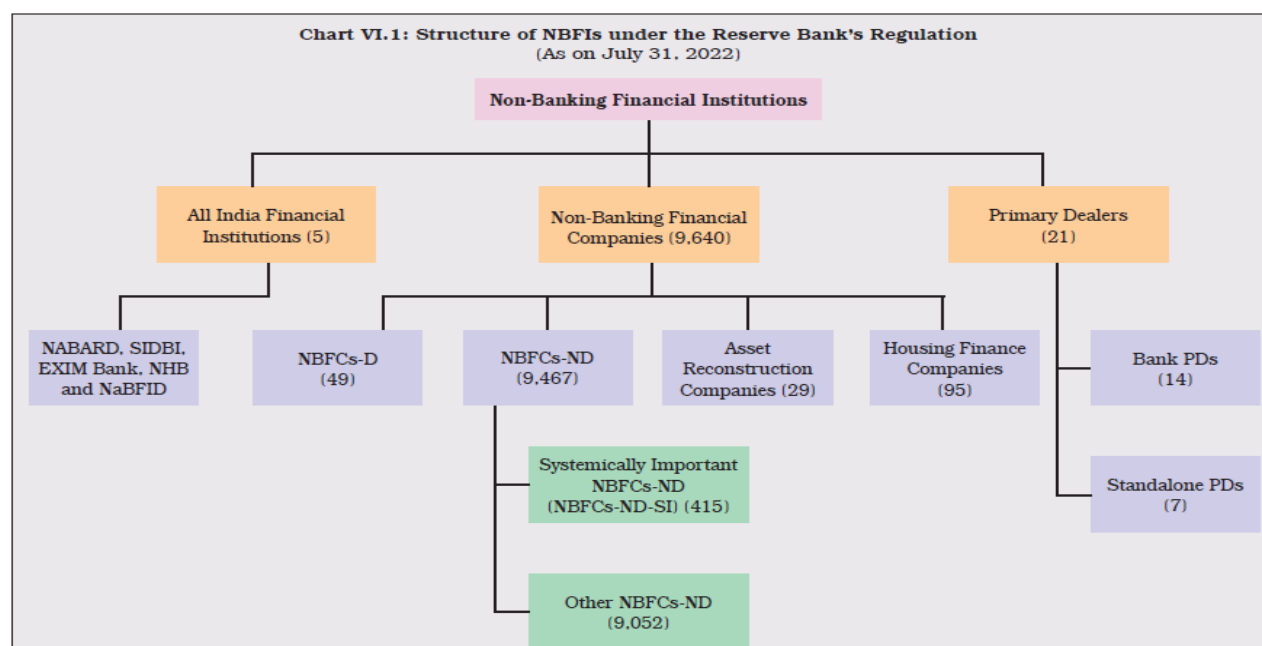 Chart VI.1: Structure of NBFIs under the Reserve Bank's Regulation
(As on July 31, 2022)
Non-Banking Financial Institutions
All India Financial
Institutions (5)
Non-Banking Financial
Companies (9,640)
Primary Dealers
(21)
NABARD, SIDBI,
EXIM Bank, NHB
and NaBFID
NBFCs-D
(49)
NBFCs-ND
(9,467)
Asset
Reconstruction
Companies (29)
Housing Finance
Companies
(95)
Bank PDs
(14)
Systemically Important
NBFCs-ND
(NBFCs-ND-SI) (415)
Standalone PDs
(7)
Other NBFCs-ND
(9,052)